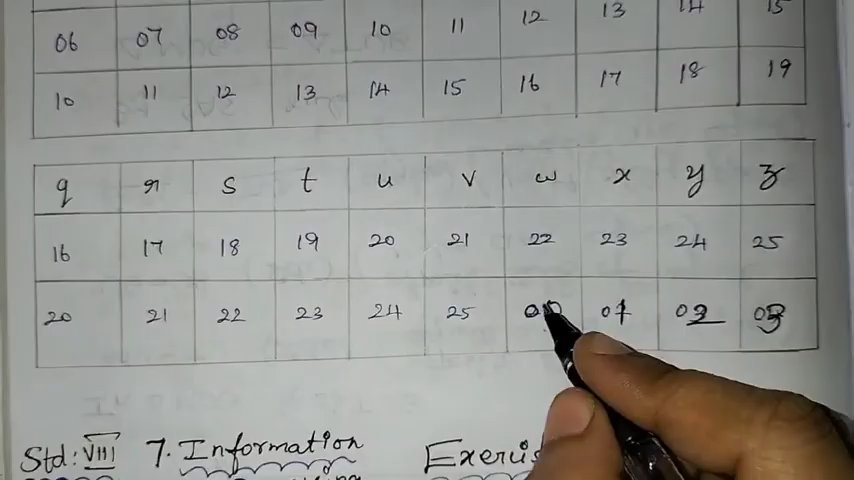 06 07 08 09 10 11 12 13 14 15
10 11 12 13 14 15 16 17 18 19
q r s t u v w x y z
16 17 18 19 20 21 22 23 24 25
20 21 22 23 24 25 00 01 02 03
Std: VIII 7. Information